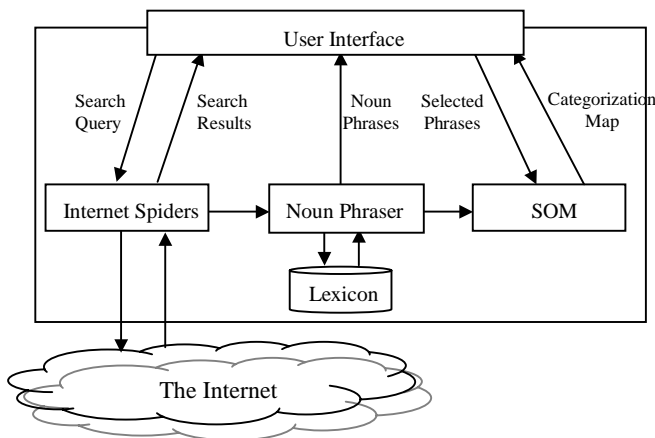 User Interface
Search
Query
Search
Results
Noun
Phrases
Selected
Phrases
Categorization
Map
Internet Spiders
Noun Phraser
SOM
Lexicon
The Internet